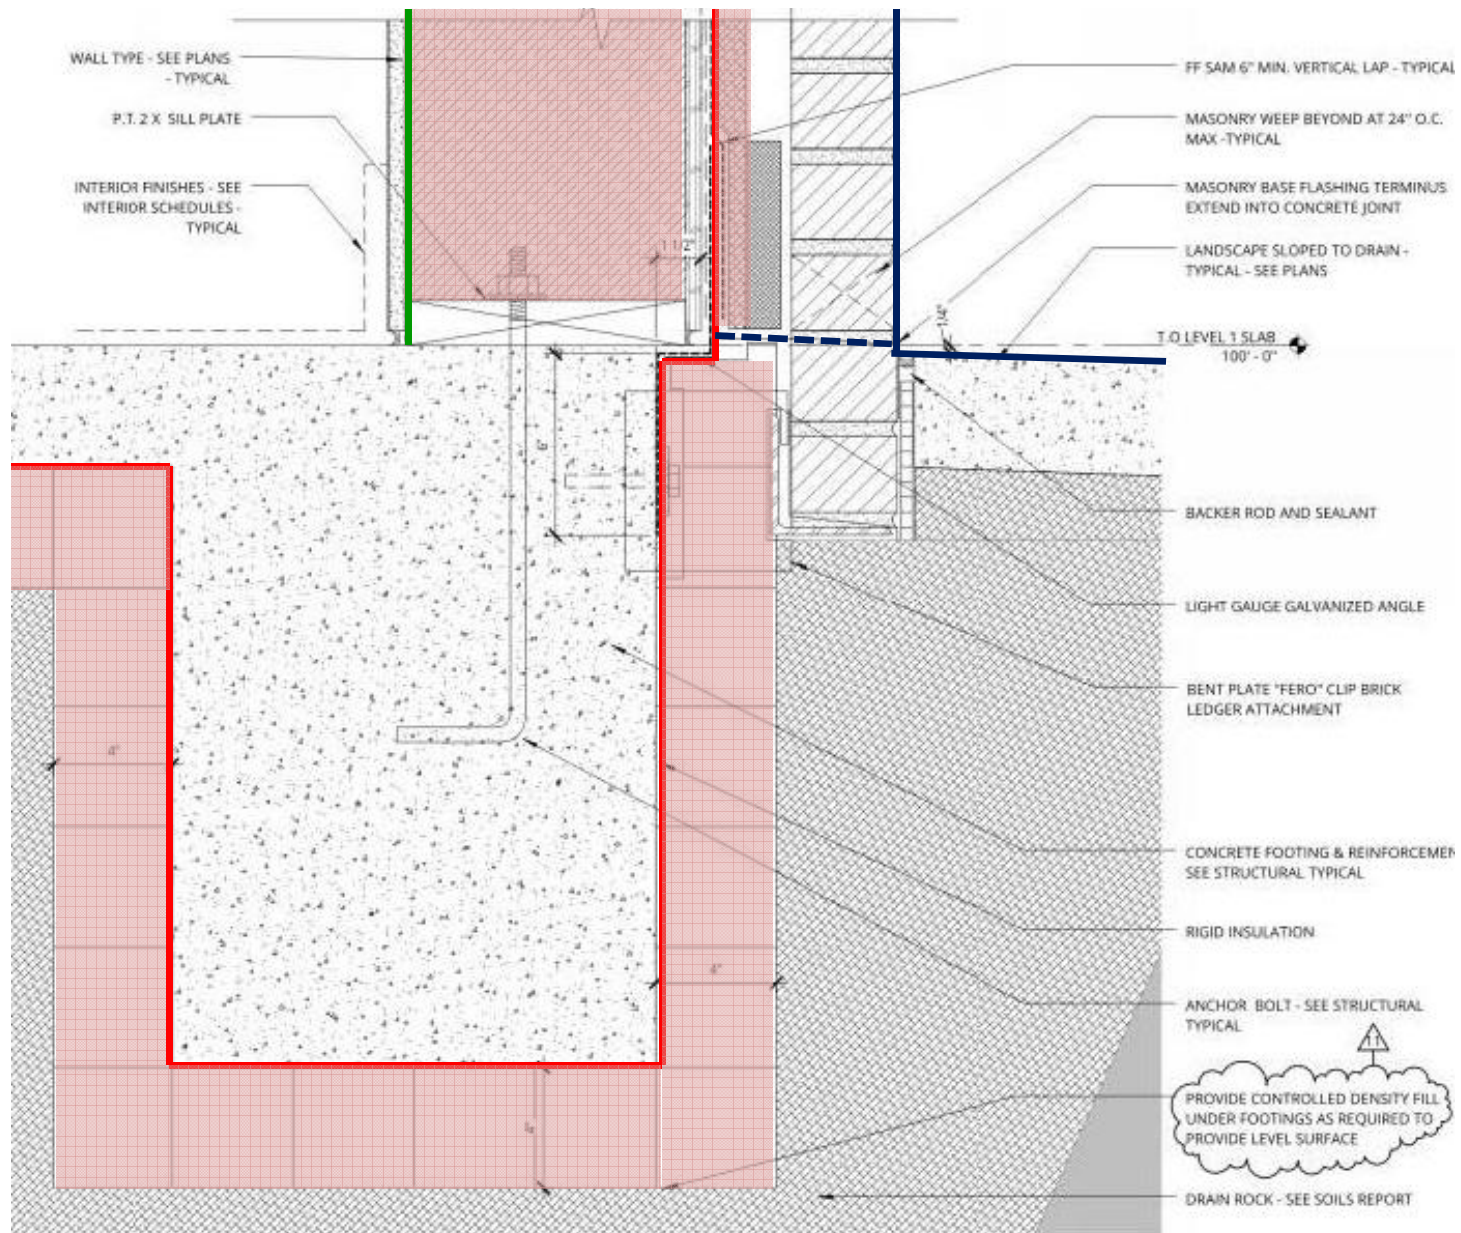 WALL TYPE - SEE PLANS
- TYPICAL
P.T. 2 X SILL PLATE
INTERIOR FINISHES - SEE
INTERIOR SCHEDULES -
TYPICAL
1 1/2"
6"
4"
4"
4"
1/4"
FF SAM 6" MIN. VERTICAL LAP - TYPICAL
MASONRY WEEP BEYOND AT 24" O.C.
MAX -TYPICAL
MASONRY BASE FLASHING TERMINUS
EXTEND INTO CONCRETE JOINT
LANDSCAPE SLOPED TO DRAIN -
TYPICAL - SEE PLANS
T.O LEVEL 1 SLAB
100' - 0"
BACKER ROD AND SEALANT
LIGHT GAUGE GALVANIZED ANGLE
BENT PLATE "FERO" CLIP BRICK
LEDGER ATTACHMENT
CONCRETE FOOTING & REINFORCEMEN
SEE STRUCTURAL TYPICAL
RIGID INSULATION
ANCHOR BOLT - SEE STRUCTURAL
TYPICAL
11
PROVIDE CONTROLLED DENSITY FILL
UNDER FOOTINGS AS REQUIRED TO
PROVIDE LEVEL SURFACE
DRAIN ROCK - SEE SOILS REPORT